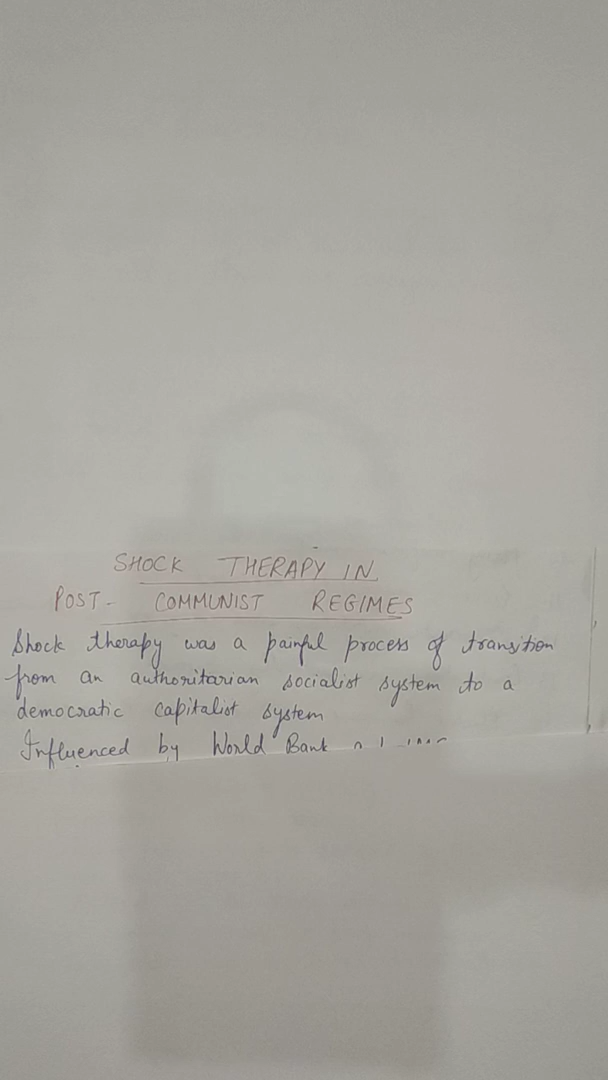 SHOCK THERAPY IN
POST- COMMUNIST REGIMES
Shock therapy was a painful process of transition
from an authoritarian socialist system to a
democratic capitalist system
Influenced by World Bank